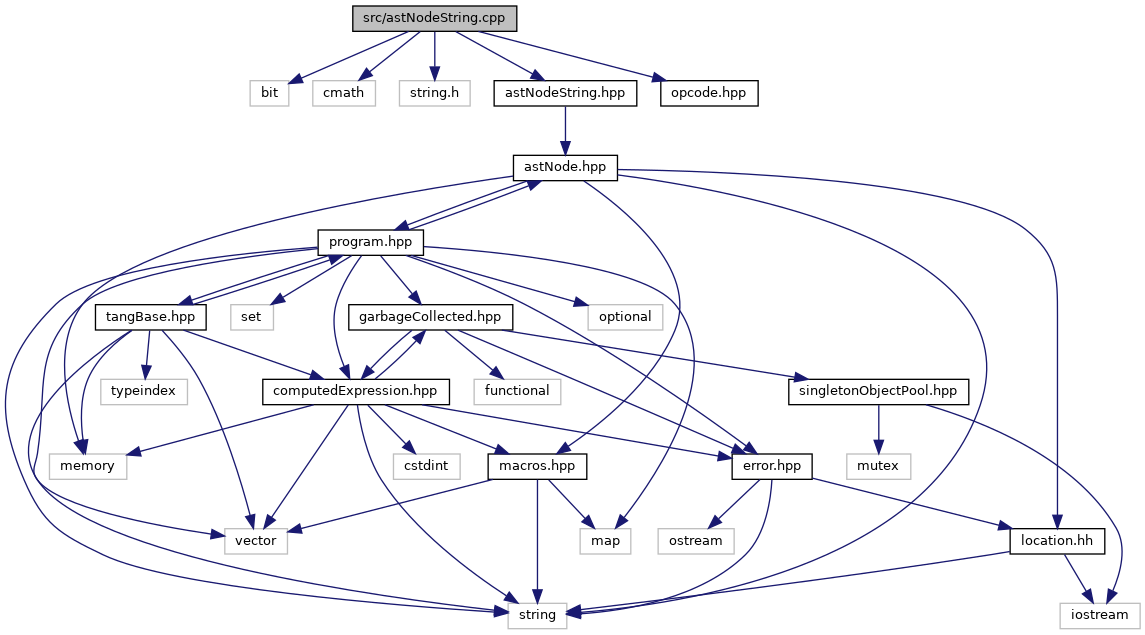 src/astNodeString.cpp
bit
cmath
string.h
astNodeString.hpp
opcode.hpp
astNode.hpp
program.hpp
tangBase.hpp
set
garbageCollected.hpp
optional
typeindex
computedExpression.hpp
functional
singletonObjectPool.hpp
memory
cstdint
macros.hpp
error.hpp
mutex
vector
map
ostream
location.hh
string
iostream